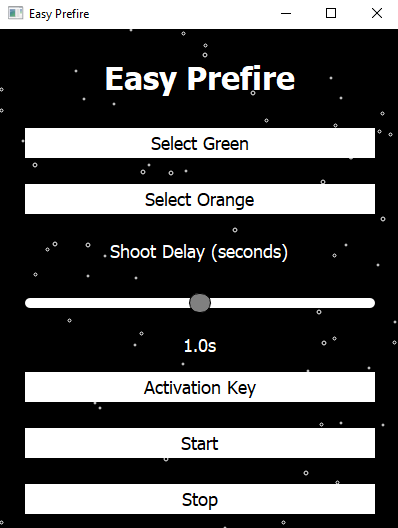 Easy Prefire
Easy Prefire
Select Green
Select Orange
Shoot Delay (seconds)
1.0s
Activation Key
Start
Stop